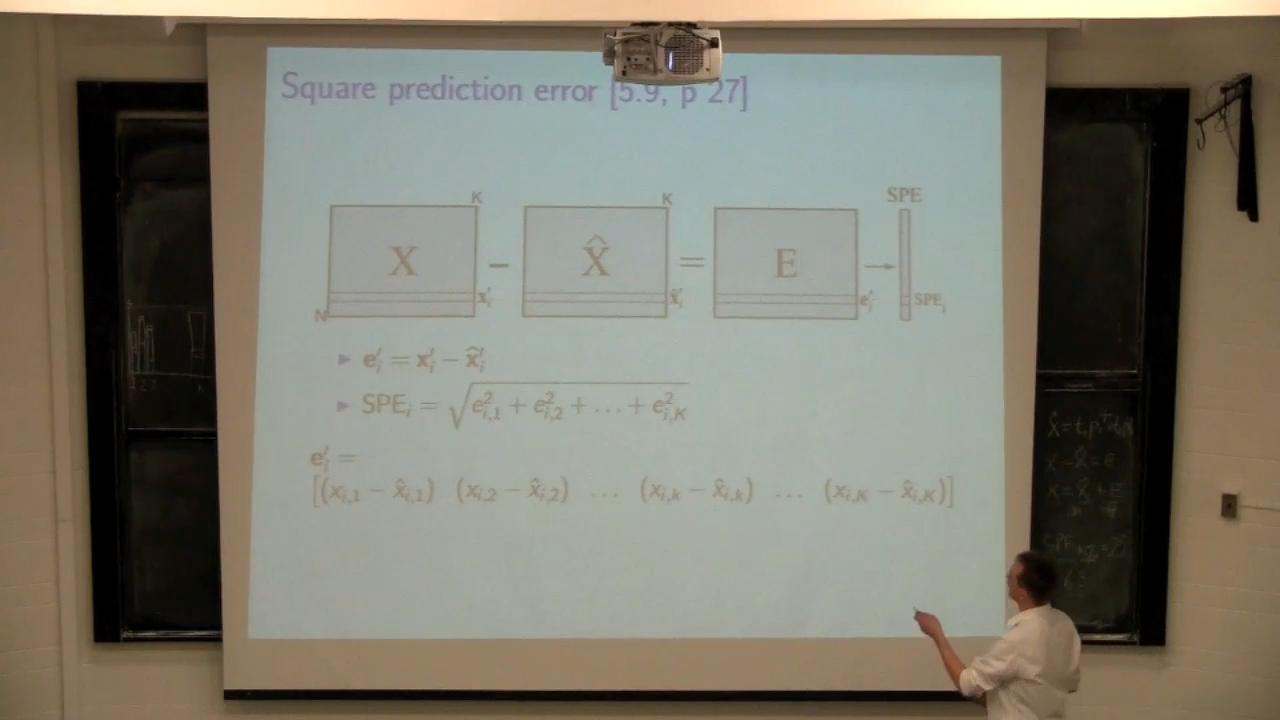 Square prediction error [5.9, p 27]
K K SPE
X − X̂ = E →
x′ᵢ x̂′ᵢ e′ᵢ SPEᵢ
N
▶ e′ᵢ = x′ᵢ − x̂′ᵢ
▶ SPEᵢ = √(e²ᵢ,₁ + e²ᵢ,₂ + … + e²ᵢ,K)
e′ᵢ =
[(xᵢ,₁ − x̂ᵢ,₁) (xᵢ,₂ − x̂ᵢ,₂) … (xᵢ,k − x̂ᵢ,k) … (xᵢ,K − x̂ᵢ,K)]